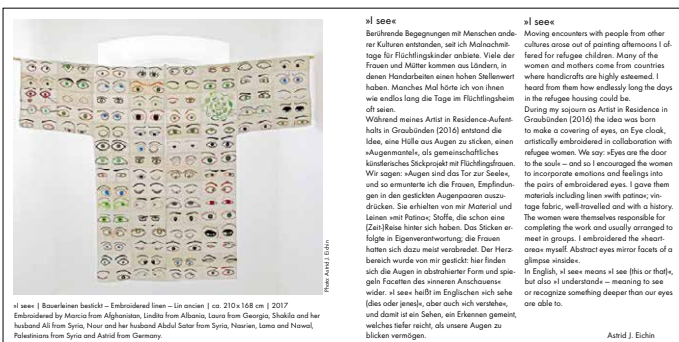 Photo: Astrid J. Eichin
»I see« | Bauerleinen bestickt – Embroidered linen – Lin ancien | ca. 210 x 168 cm | 2017
Embroidered by Marcia from Afghanistan, Lindita from Albania, Laura from Georgia, Shakila and her
husband Ali from Syria, Nour and her husband Abdul Satar from Syria, Nasrien, Lama and Nawal,
Palestinians from Syria and Astrid from Germany.
»I see«
Berührende Begegnungen mit Menschen ande-
rer Kulturen entstanden, seit ich Malnachmit-
tage für Flüchtlingskinder anbiete. Viele der
Frauen und Mütter kommen aus Ländern, in
denen Handarbeiten einen hohen Stellenwert
haben. Manches Mal hörte ich von ihnen
wie endlos lang die Tage im Flüchtlingsheim
oft seien.
Während meines Artist in Residence-Aufent-
halts in Graubünden (2016) entstand die
Idee, eine Hülle aus Augen zu sticken, einen
»Augenmantel«, als gemeinschaftliches
künstlerisches Stickprojekt mit Flüchtlingsfrauen.
Wir sagen: »Augen sind das Tor zur Seele«,
und so ermunterte ich die Frauen, Empfindun-
gen in den gestickten Augenpaaren auszu-
drücken. Sie erhielten von mir Material und
Leinen »mit Patina«; Stoffe, die schon eine
(Zeit-)Reise hinter sich haben. Das Sticken er-
folgte in Eigenverantwortung; die Frauen
hatten sich dazu meist verabredet. Der Herz-
bereich wurde von mir gestickt: hier finden
sich die Augen in abstrahierter Form und spie-
geln Facetten des »inneren Anschauens«
wider. »I see« heißt im Englischen »ich sehe
(dies oder jenes)«, aber auch »ich verstehe«,
und damit ist ein Sehen, ein Erkennen gemeint,
welches tiefer reicht, als unsere Augen zu
blicken vermögen.
»I see«
Moving encounters with people from other
cultures arose out of painting afternoons I of-
fered for refugee children. Many of the
women and mothers come from countries
where handicrafts are highly esteemed. I
heard from them how endlessly long the days
in the refugee housing could be.
During my sojourn as Artist in Residence in
Graubünden (2016) the idea was born
to make a covering of eyes, an Eye cloak,
artistically embroidered in collaboration with
refugee women. We say: »Eyes are the door
to the soul« – and so I encouraged the women
to incorporate emotions and feelings into
the pairs of embroidered eyes. I gave them
materials including linen »with patina«; vin-
tage fabric, well-travelled and with a history.
The women were themselves responsible for
completing the work and usually arranged to
meet in groups. I embroidered the »heart-
area« myself. Abstract eyes mirror facets of a
glimpse »inside«.
In English, »I see« means »I see (this or that)«,
but also »I understand« – meaning to see
or recognize something deeper than our eyes
are able to.
Astrid J. Eichin